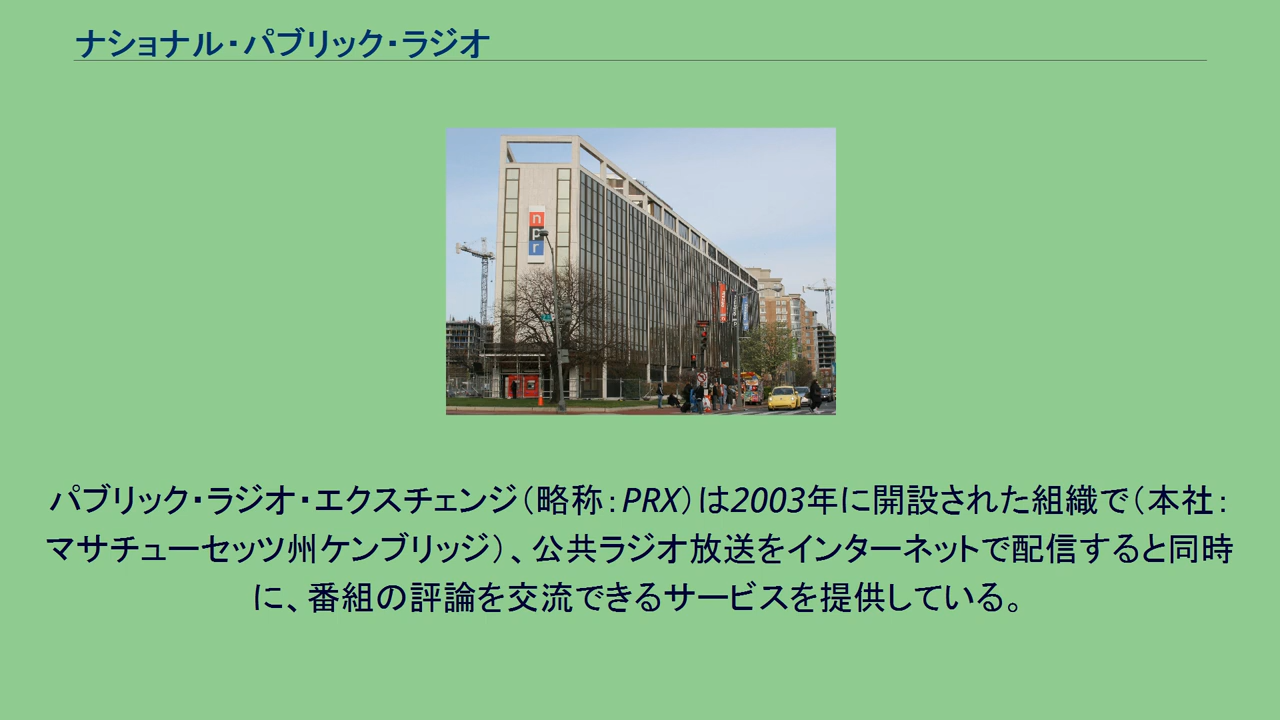 ナショナル・パブリック・ラジオ
npr
パブリック・ラジオ・エクスチェンジ（略称：PRX）は2003年に開設された組織で（本社：
マサチューセッツ州ケンブリッジ）、公共ラジオ放送をインターネットで配信すると同時
に、番組の評論を交流できるサービスを提供している。